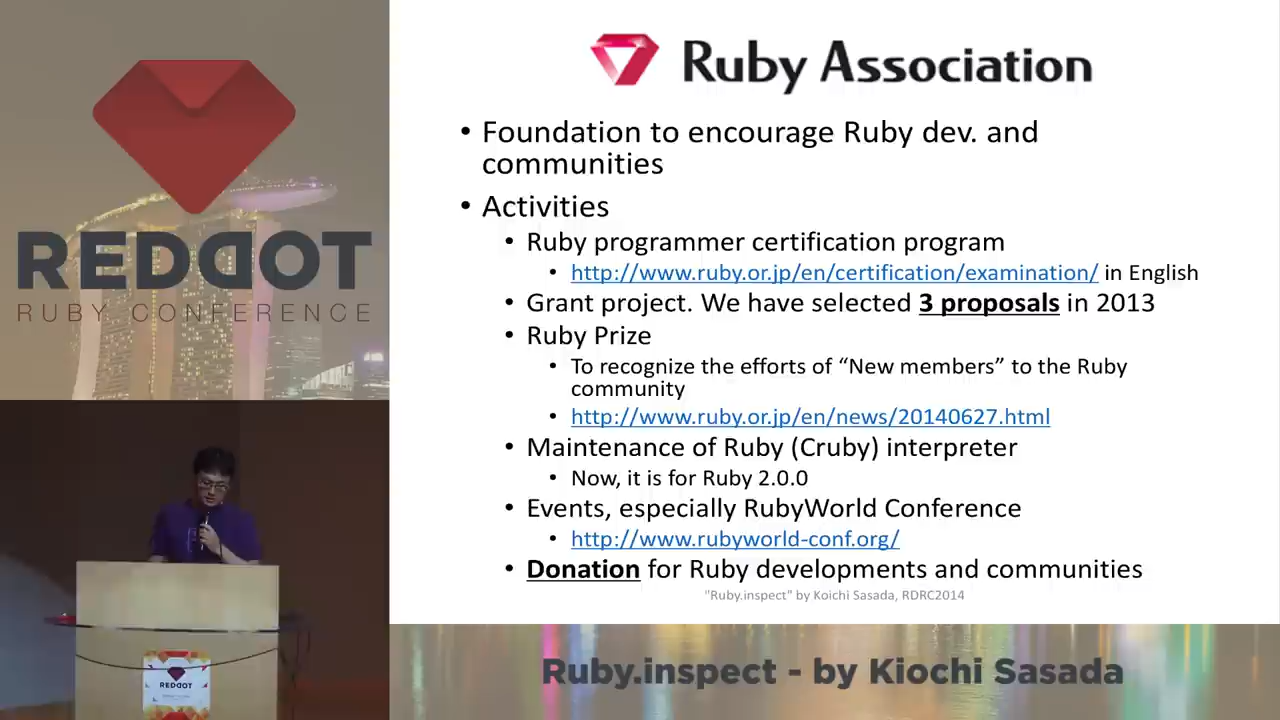 REDDOT
RUBY CONFERENCE
Ruby Association
• Foundation to encourage Ruby dev. and
communities
• Activities
• Ruby programmer certification program
• http://www.ruby.or.jp/en/certification/examination/ in English
• Grant project. We have selected 3 proposals in 2013
• Ruby Prize
• To recognize the efforts of “New members” to the Ruby
community
• http://www.ruby.or.jp/en/news/20140627.html
• Maintenance of Ruby (Cruby) interpreter
• Now, it is for Ruby 2.0.0
• Events, especially RubyWorld Conference
• http://www.rubyworld-conf.org/
• Donation for Ruby developments and communities
"Ruby.inspect" by Koichi Sasada, RDRC2014
REDDOT
Ruby.inspect - by Kiochi Sasada